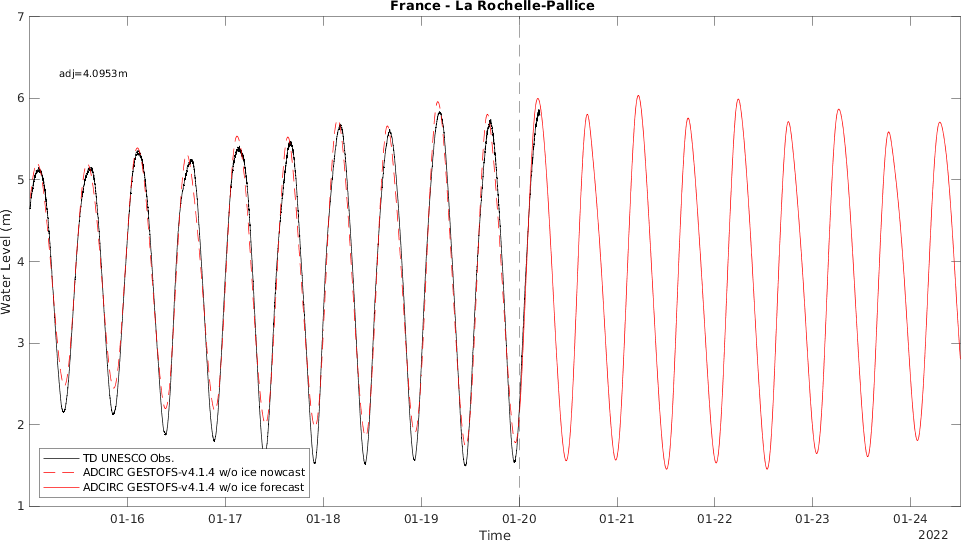 France - La Rochelle-Pallice
7
6
5
4
3
2
1
Water Level (m)
adj=4.0953m
TD UNESCO Obs.
ADCIRC GESTOFS-v4.1.4 w/o ice nowcast
ADCIRC GESTOFS-v4.1.4 w/o ice forecast
01-16 01-17 01-18 01-19 01-20 01-21 01-22 01-23 01-24
Time
2022